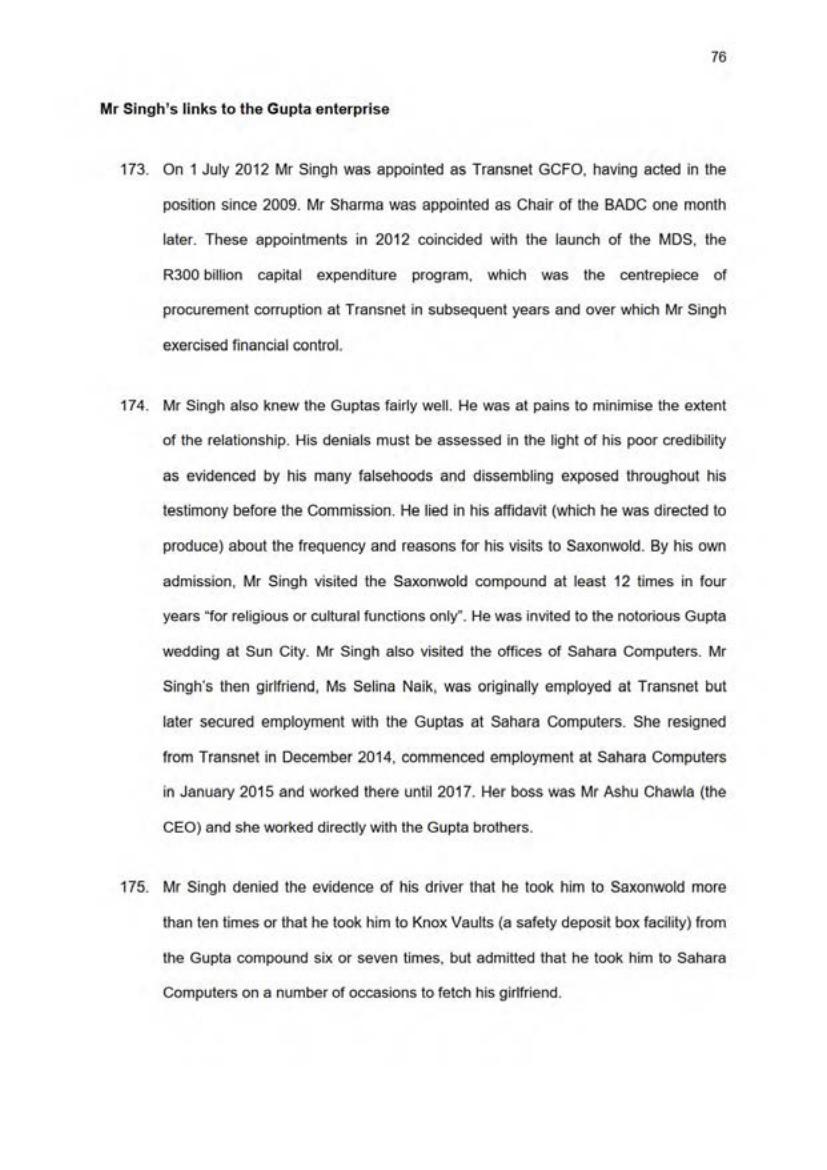 76
Mr Singh's links to the Gupta enterprise
173. On 1 July 2012 Mr Singh was appointed as Transnet GCFO, having acted in the
position since 2009. Mr Sharma was appointed as Chair of the BADC one month
later. These appointments in 2012 coincided with the launch of the MDS, the
R300 billion capital expenditure program, which was the centrepiece of
procurement corruption at Transnet in subsequent years and over which Mr Singh
exercised financial control.
174. Mr Singh also knew the Guptas fairly well. He was at pains to minimise the extent
of the relationship. His denials must be assessed in the light of his poor credibility
as evidenced by his many falsehoods and dissembling exposed throughout his
testimony before the Commission. He lied in his affidavit (which he was directed to
produce) about the frequency and reasons for his visits to Saxonwold. By his own
admission, Mr Singh visited the Saxonwold compound at least 12 times in four
years "for religious or cultural functions only". He was invited to the notorious Gupta
wedding at Sun City. Mr Singh also visited the offices of Sahara Computers. Mr
Singh's then girlfriend, Ms Selina Naik, was originally employed at Transnet but
later secured employment with the Guptas at Sahara Computers. She resigned
from Transnet in December 2014, commenced employment at Sahara Computers
in January 2015 and worked there until 2017. Her boss was Mr Ashu Chawla (the
CEO) and she worked directly with the Gupta brothers.
175. Mr Singh denied the evidence of his driver that he took him to Saxonwold more
than ten times or that he took him to Knox Vaults (a safety deposit box facility) from
the Gupta compound six or seven times, but admitted that he took him to Sahara
Computers on a number of occasions to fetch his girlfriend.